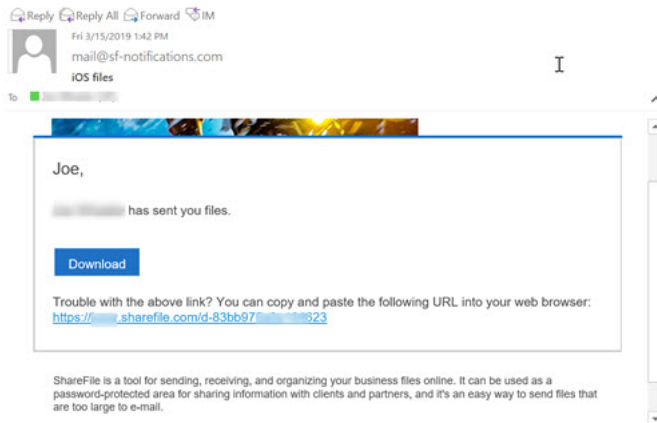 Reply Reply All Forward IM
Fri 3/15/2019 1:42 PM
mail@sf-notifications.com
iOS files
To
Joe,
has sent you files.
Download
Trouble with the above link? You can copy and paste the following URL into your web browser:
https:// .sharefile.com/d-83bb97 623
ShareFile is a tool for sending, receiving, and organizing your business files online. It can be used as a
password-protected area for sharing information with clients and partners, and it's an easy way to send files that
are too large to e-mail.